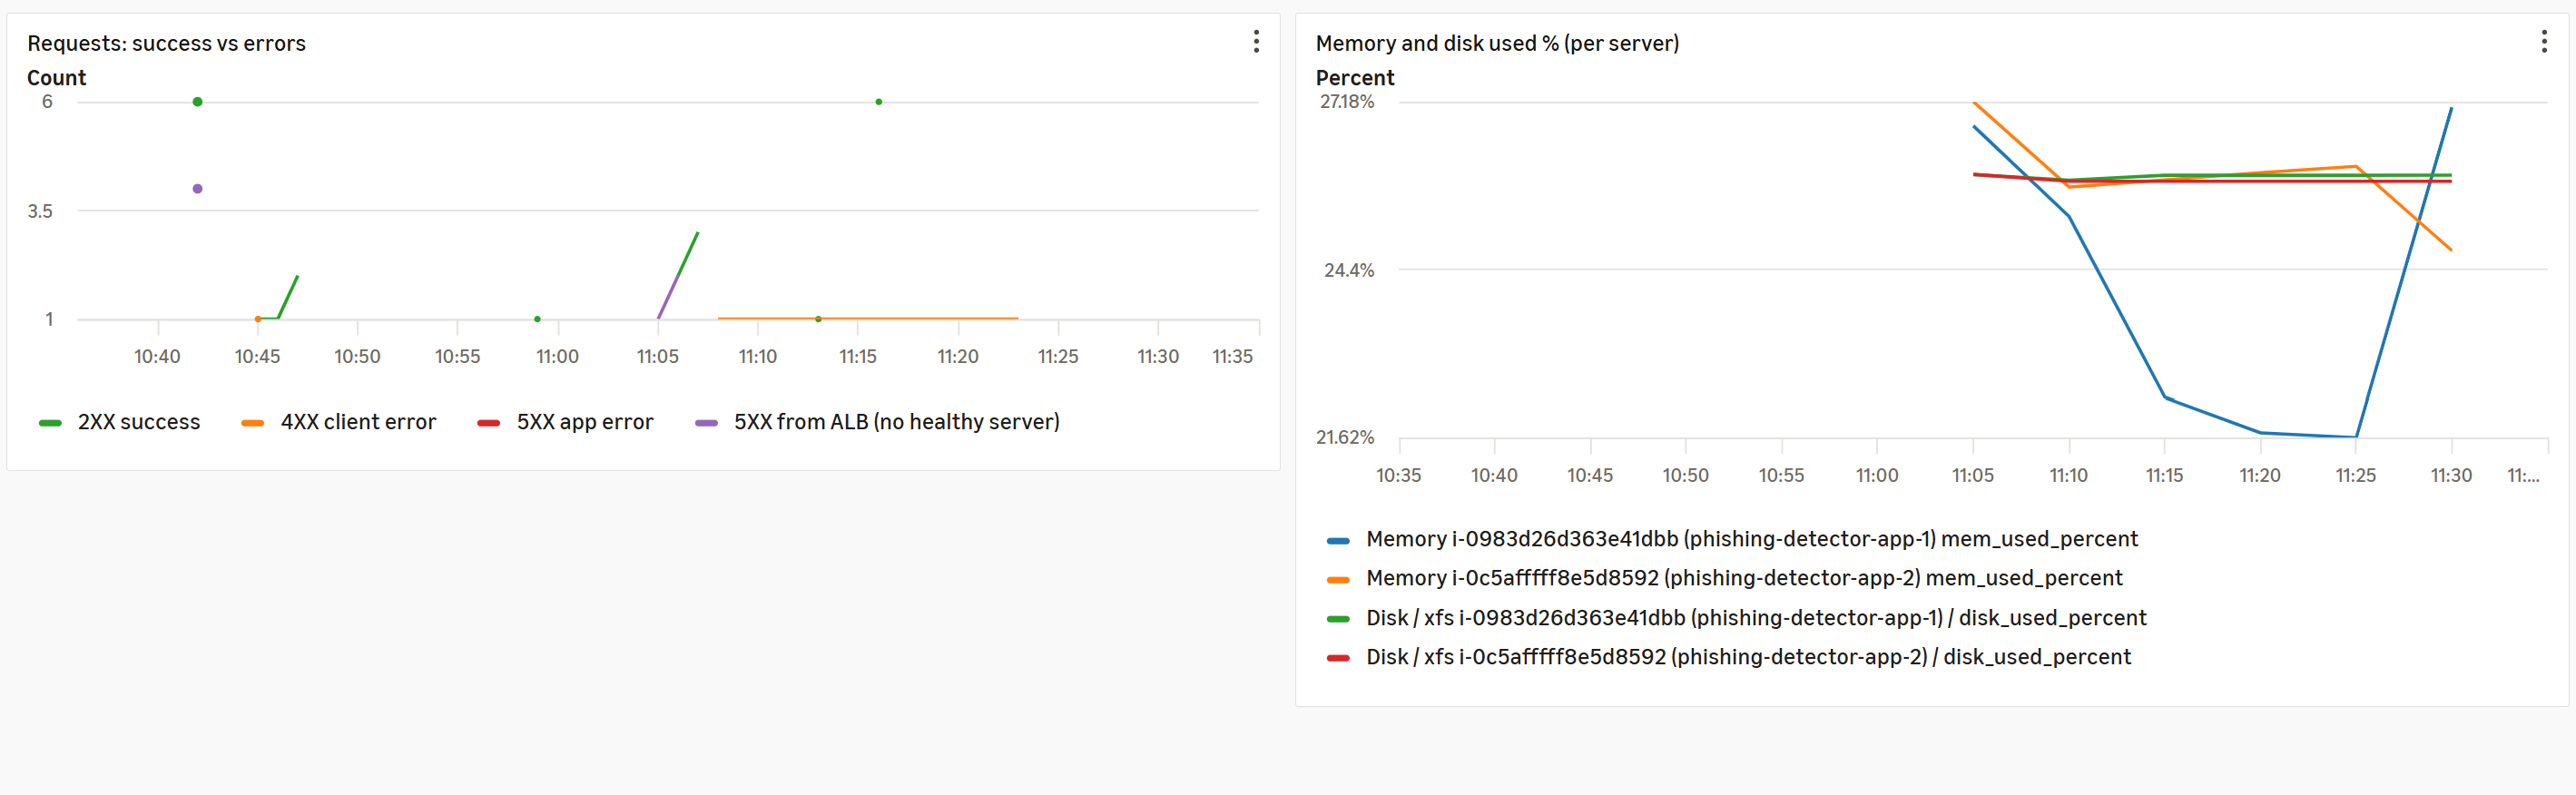 Requests: success vs errors
Count
6
3.5
1
10:40 10:45 10:50 10:55 11:00 11:05 11:10 11:15 11:20 11:25 11:30 11:35
2XX success 4XX client error 5XX app error 5XX from ALB (no healthy server)
Memory and disk used % (per server)
Percent
27.18%
24.4%
21.62%
10:35 10:40 10:45 10:50 10:55 11:00 11:05 11:10 11:15 11:20 11:25 11:30 11:...
Memory i-0983d26d363e41dbb (phishing-detector-app-1) mem_used_percent
Memory i-0c5afffff8e5d8592 (phishing-detector-app-2) mem_used_percent
Disk / xfs i-0983d26d363e41dbb (phishing-detector-app-1) / disk_used_percent
Disk / xfs i-0c5afffff8e5d8592 (phishing-detector-app-2) / disk_used_percent